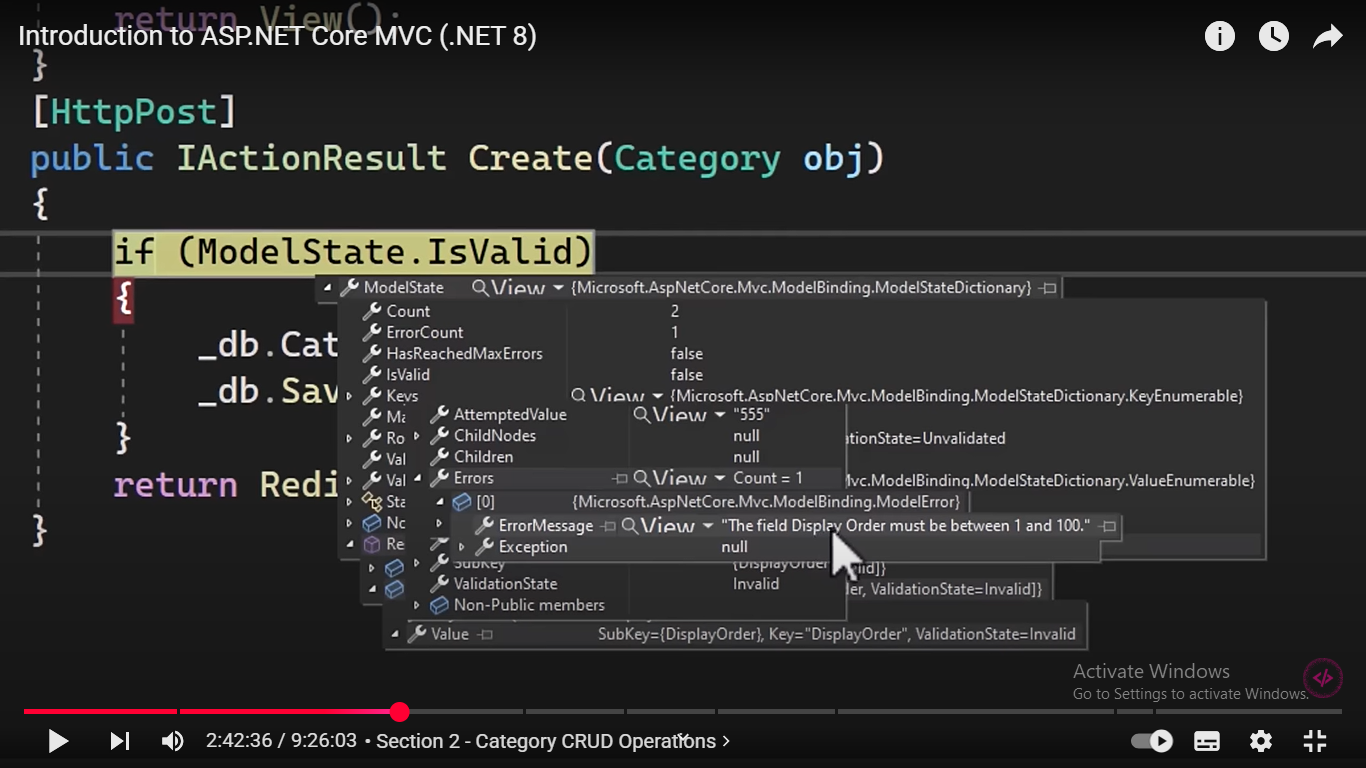 return View();
Introduction to ASP.NET Core MVC (.NET 8)
}
[HttpPost]
public IActionResult Create(Category obj)
{
if (ModelState.IsValid)
{
ModelState View {Microsoft.AspNetCore.Mvc.ModelBinding.ModelStateDictionary}
Count 2
ErrorCount 1
_db.Cat
HasReachedMaxErrors false
IsValid false
_db.Sav
Keys View {Microsoft.AspNetCore.Mvc.ModelBinding.ModelStateDictionary.KeyEnumerable}
Ma AttemptedValue View "555"
}
Ro ChildNodes null ationState=Unvalidated
Val Children null
return Redi
Val Errors View Count = 1 Mvc.ModelBinding.ModelStateDictionary.ValueEnumerable}
Sta [0] {Microsoft.AspNetCore.Mvc.ModelBinding.ModelError}
}
No ErrorMessage View "The field Display Order must be between 1 and 100."
Re Exception null
SubKey {DisplayOrder lid]}
ValidationState Invalid der, ValidationState=Invalid]}
Non-Public members
Value SubKey={DisplayOrder}, Key="DisplayOrder", ValidationState=Invalid
Activate Windows
Go to Settings to activate Windows.
</>
2:42:36 / 9:26:03 • Section 2 - Category CRUD Operations >